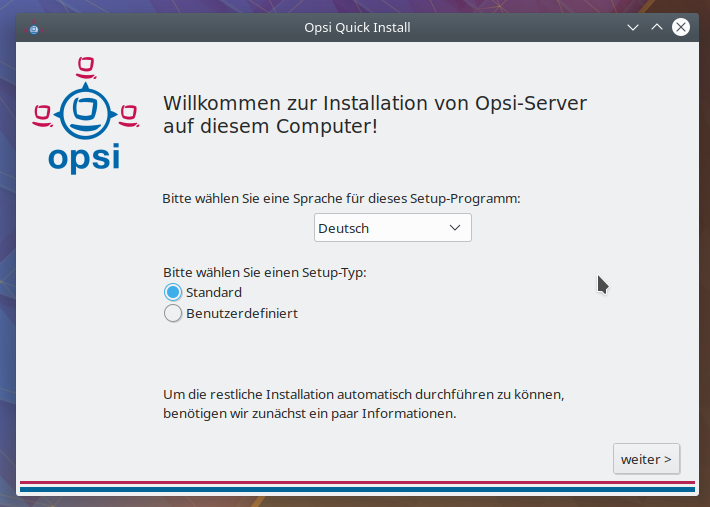 Opsi Quick Install
opsi
Willkommen zur Installation von Opsi-Server
auf diesem Computer!
Bitte wählen Sie eine Sprache für dieses Setup-Programm:
Deutsch
Bitte wählen Sie einen Setup-Typ:
Standard
Benutzerdefiniert
Um die restliche Installation automatisch durchführen zu können,
benötigen wir zunächst ein paar Informationen.
weiter >